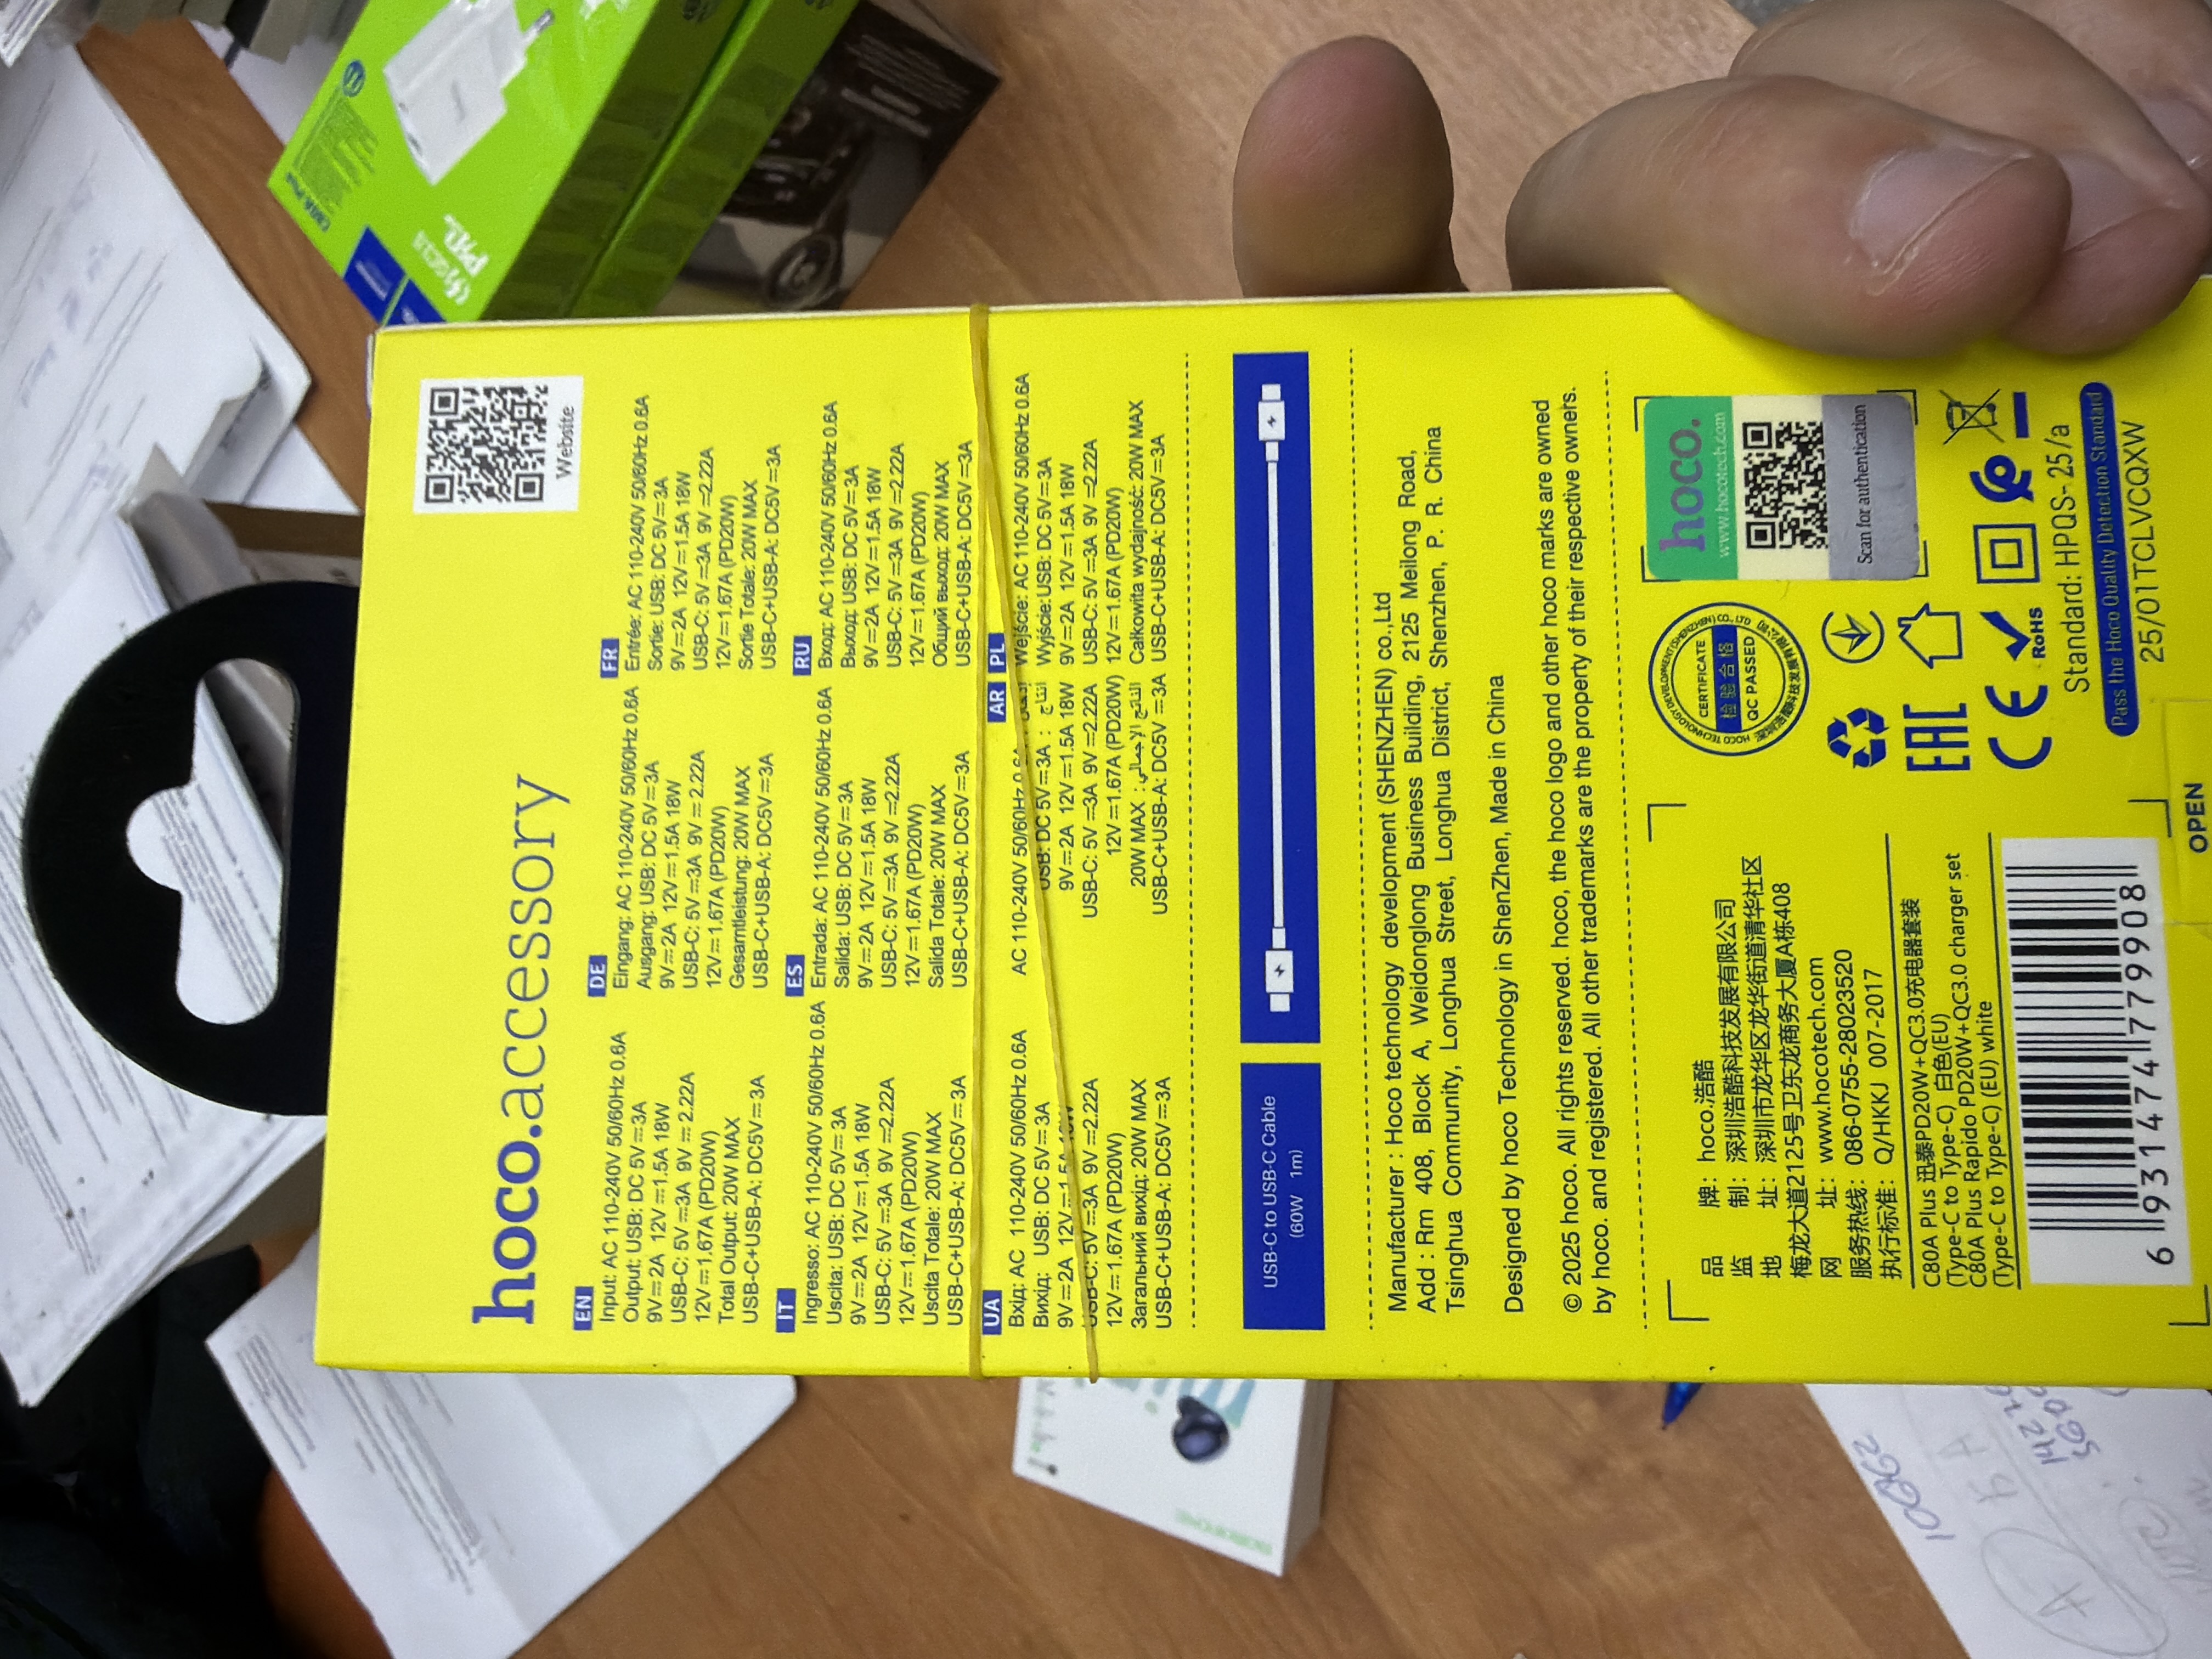 hoco.accessory
Website
EN
Input: AC 110-240V 50/60Hz 0.6A
Output: USB: DC 5V⎓3A
9V⎓2A 12V⎓1.5A 18W
USB-C: 5V⎓3A 9V⎓2.22A
12V⎓1.67A (PD20W)
Total Output: 20W MAX
USB-C+USB-A: DC5V⎓3A
DE
Eingang: AC 110-240V 50/60Hz 0.6A
Ausgang: USB: DC 5V⎓3A
9V⎓2A 12V⎓1.5A 18W
USB-C: 5V⎓3A 9V⎓2.22A
12V⎓1.67A (PD20W)
Gesamtleistung: 20W MAX
USB-C+USB-A: DC5V⎓3A
FR
Entrée: AC 110-240V 50/60Hz 0.6A
Sortie: USB: DC 5V⎓3A
9V⎓2A 12V⎓1.5A 18W
USB-C: 5V⎓3A 9V⎓2.22A
12V⎓1.67A (PD20W)
Sortie Totale: 20W MAX
USB-C+USB-A: DC5V⎓3A
IT
Ingresso: AC 110-240V 50/60Hz 0.6A
Uscita: USB: DC 5V⎓3A
9V⎓2A 12V⎓1.5A 18W
USB-C: 5V⎓3A 9V⎓2.22A
12V⎓1.67A (PD20W)
Uscita Totale: 20W MAX
USB-C+USB-A: DC5V⎓3A
ES
Entrada: AC 110-240V 50/60Hz 0.6A
Salida: USB: DC 5V⎓3A
9V⎓2A 12V⎓1.5A 18W
USB-C: 5V⎓3A 9V⎓2.22A
12V⎓1.67A (PD20W)
Salida Totale: 20W MAX
USB-C+USB-A: DC5V⎓3A
RU
Вход: AC 110-240V 50/60Hz 0.6A
Выход: USB: DC 5V⎓3A
9V⎓2A 12V⎓1.5A 18W
USB-C: 5V⎓3A 9V⎓2.22A
12V⎓1.67A (PD20W)
Общий выход: 20W MAX
USB-C+USB-A: DC5V⎓3A
UA
Вхід: AC 110-240V 50/60Hz 0.6A
Вихід: USB: DC 5V⎓3A
9V⎓2A 12V⎓1.5A 18W
USB-C: 5V⎓3A 9V⎓2.22A
12V⎓1.67A (PD20W)
Загальний вихід: 20W MAX
USB-C+USB-A: DC5V⎓3A
AR
AC 110-240V 50/60Hz 0.6A
USB: DC 5V⎓3A :
9V⎓2A 12V⎓1.5A 18W
USB-C: 5V⎓3A 9V⎓2.22A
12V⎓1.67A (PD20W)
20W MAX :
USB-C+USB-A: DC5V⎓3A
PL
Wejście: AC 110-240V 50/60Hz 0.6A
Wyjście: USB: DC 5V⎓3A
9V⎓2A 12V⎓1.5A 18W
USB-C: 5V⎓3A 9V⎓2.22A
12V⎓1.67A (PD20W)
Całkowita wydajność: 20W MAX
USB-C+USB-A: DC5V⎓3A
USB-C to USB-C Cable
(60W 1m)
Manufacturer : Hoco technology development (SHENZHEN) co.,Ltd
Add : Rm 408, Block A, Weidonglong Business Building, 2125 Meilong Road,
Tsinghua Community, Longhua Street, Longhua District, Shenzhen, P. R. China
Designed by hoco Technology in ShenZhen, Made in China
© 2025 hoco. All rights reserved. hoco, the hoco logo and other hoco marks are owned
by hoco. and registered. All other trademarks are the property of their respective owners.
品 牌: hoco.浩酷
监 制: 深圳浩酷科技发展有限公司
地 址: 深圳市龙华区龙华街道清华社区
梅龙大道2125号卫东龙商务大厦A栋408
网 址: www.hocotech.com
服务热线: 086-0755-28023520
执行标准: Q/HKKJ 007-2017
C80A Plus 迅泰PD20W+QC3.0充电器套装
(Type-C to Type-C) 白色(EU)
C80A Plus Rapido PD20W+QC3.0 charger set
(Type-C to Type-C) (EU) white
6 931474 779908
CERTIFICATE
检验合格
QC PASSED
hoco.
www.hocotech.com
Scan for authentication
EAC
CE
RoHS
Standard: HPQS-25/a
Pass the Hoco Quality Detection Standard
25/01TCLVCQXW
OPEN